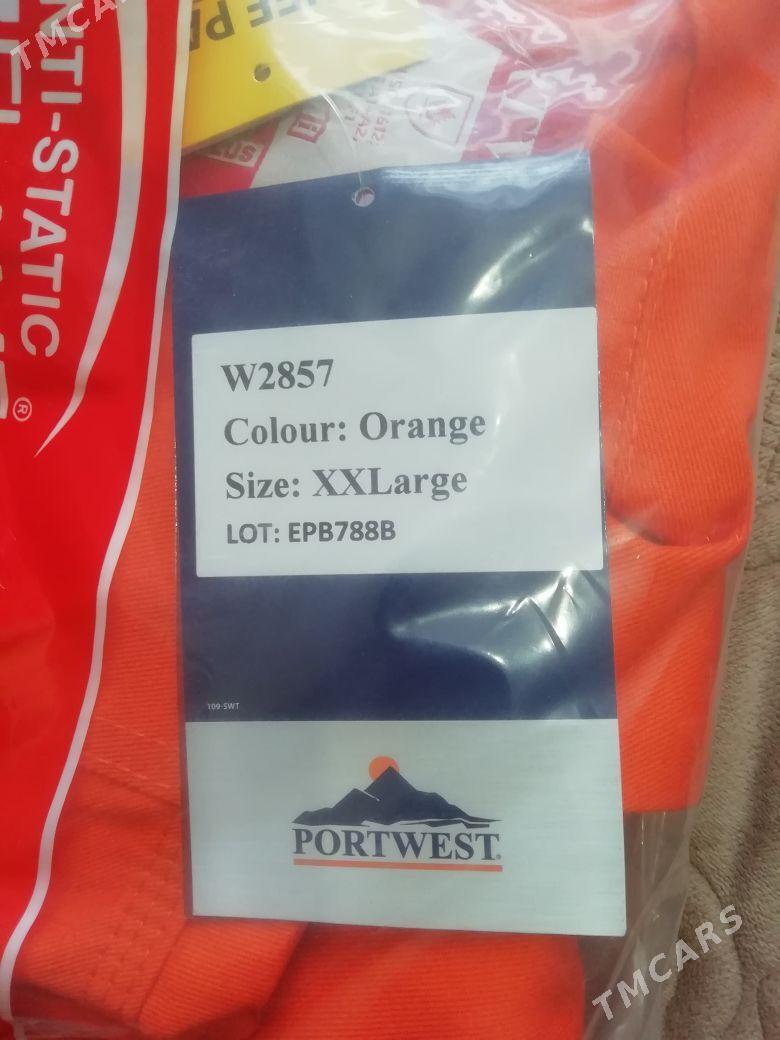 TMCARS
ANTI-STATIC
®
W2857
Colour: Orange
Size: XXLarge
LOT: EPB788B
109-SWT
PORTWEST
TMCARS